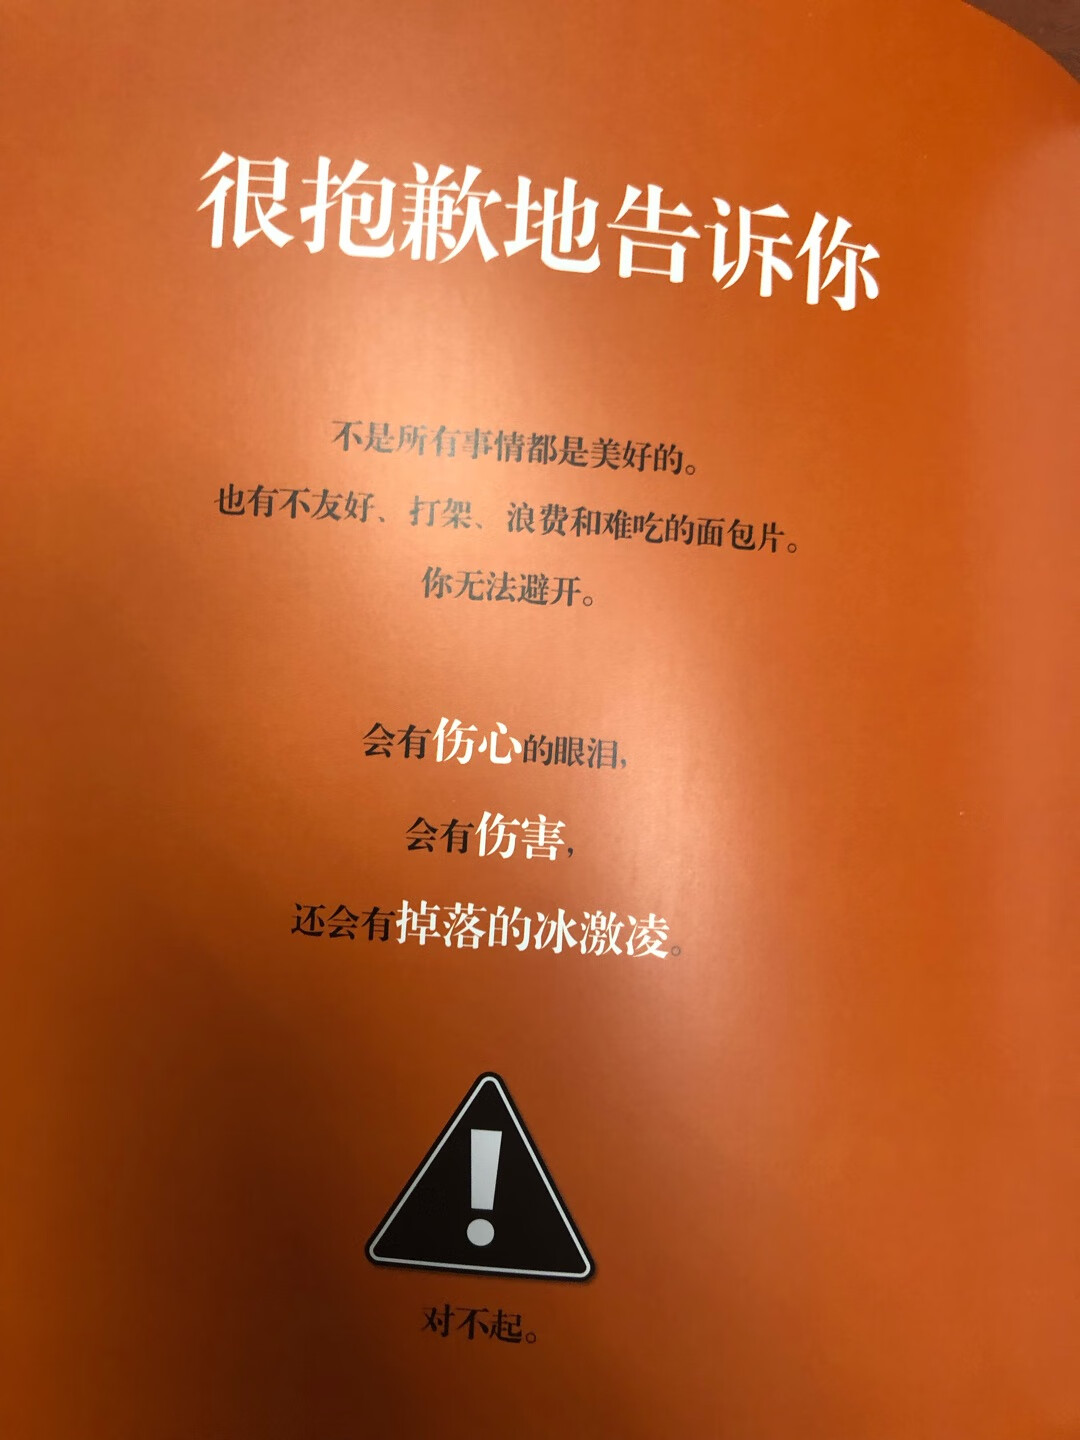 很抱歉地告诉你
不是所有事情都是美好的。
也有不友好、打架、浪费和难吃的面包片。
你无法避开。
会有伤心的眼泪，
会有伤害，
还会有掉落的冰激凌。
!
对不起。